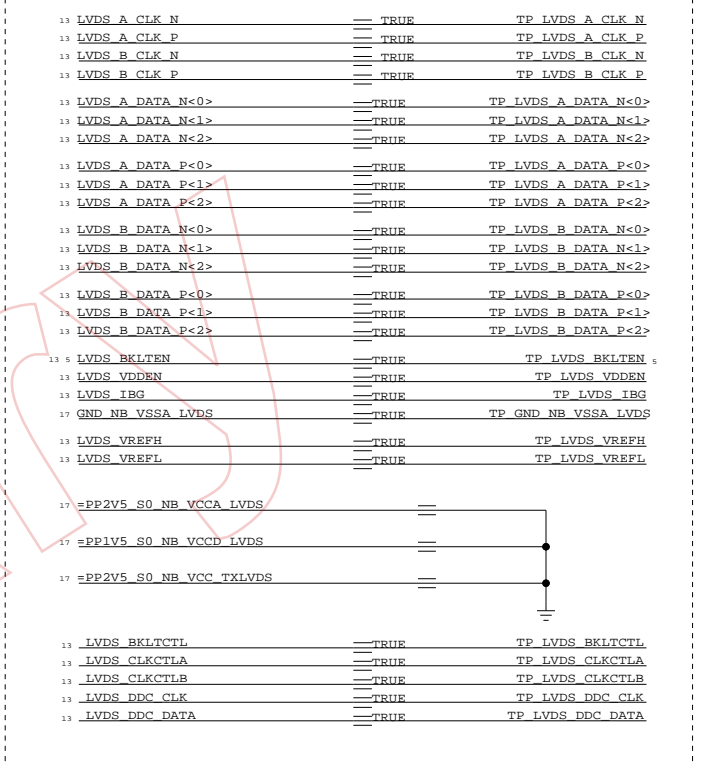 13 LVDS_A_CLK_N TRUE TP_LVDS_A_CLK_N
13 LVDS_A_CLK_P TRUE TP_LVDS_A_CLK_P
13 LVDS_B_CLK_N TRUE TP_LVDS_B_CLK_N
13 LVDS_B_CLK_P TRUE TP_LVDS_B_CLK_P
13 LVDS_A_DATA_N<0> TRUE TP_LVDS_A_DATA_N<0>
13 LVDS_A_DATA_N<1> TRUE TP_LVDS_A_DATA_N<1>
13 LVDS_A_DATA_N<2> TRUE TP_LVDS_A_DATA_N<2>
13 LVDS_A_DATA_P<0> TRUE TP_LVDS_A_DATA_P<0>
13 LVDS_A_DATA_P<1> TRUE TP_LVDS_A_DATA_P<1>
13 LVDS_A_DATA_P<2> TRUE TP_LVDS_A_DATA_P<2>
13 LVDS_B_DATA_N<0> TRUE TP_LVDS_B_DATA_N<0>
13 LVDS_B_DATA_N<1> TRUE TP_LVDS_B_DATA_N<1>
13 LVDS_B_DATA_N<2> TRUE TP_LVDS_B_DATA_N<2>
13 LVDS_B_DATA_P<0> TRUE TP_LVDS_B_DATA_P<0>
13 LVDS_B_DATA_P<1> TRUE TP_LVDS_B_DATA_P<1>
13 LVDS_B_DATA_P<2> TRUE TP_LVDS_B_DATA_P<2>
13 5 LVDS_BKLTEN TRUE TP_LVDS_BKLTEN 5
13 LVDS_VDDEN TRUE TP_LVDS_VDDEN
13 LVDS_IBG TRUE TP_LVDS_IBG
17 GND_NB_VSSA_LVDS TRUE TP_GND_NB_VSSA_LVDS
13 LVDS_VREFH TRUE TP_LVDS_VREFH
13 LVDS_VREFL TRUE TP_LVDS_VREFL
17 =PP2V5_S0_NB_VCCA_LVDS
17 =PP1V5_S0_NB_VCCD_LVDS
17 =PP2V5_S0_NB_VCC_TXLVDS
13 LVDS_BKLTCTL TRUE TP_LVDS_BKLTCTL
13 LVDS_CLKCTLA TRUE TP_LVDS_CLKCTLA
13 LVDS_CLKCTLB TRUE TP_LVDS_CLKCTLB
13 LVDS_DDC_CLK TRUE TP_LVDS_DDC_CLK
13 LVDS_DDC_DATA TRUE TP_LVDS_DDC_DATA